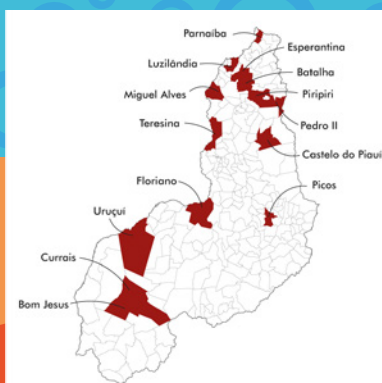 Parnaíba
Esperantina
Luzilândia
Batalha
Miguel Alves
Piripiri
Pedro II
Teresina
Castelo do Piauí
Floriano
Picos
Uruçuí
Currais
Bom Jesus